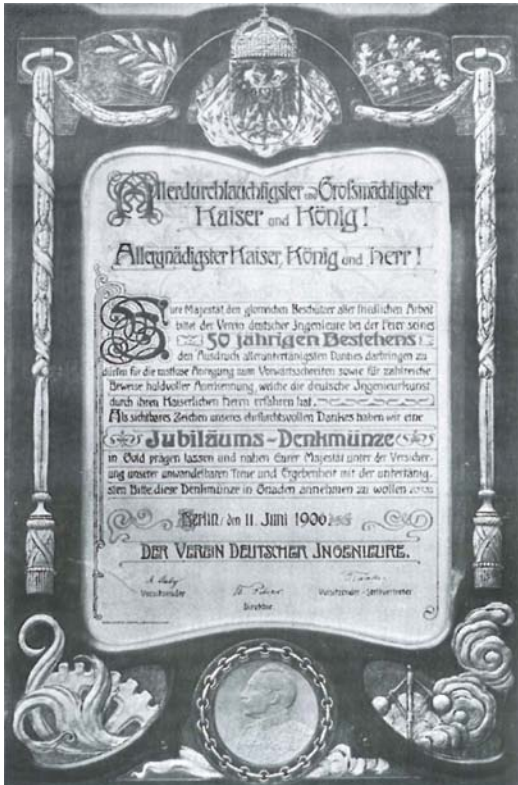 Allerdurchlauchtigster und Großmächtigster
Kaiser und König!
Allergnädigster Kaiser, König und Herr!
Eure Majestät den glorreichen Beschützer aller friedlichen Arbeit
bittet der Verein deutscher Ingenieure bei der Feier seines
50 jährigen Bestehens
den Ausdruck alleruntertänigsten Dankes darbringen zu
dürfen für die rastlose Anregung zum Vorwärtsschreiten sowie für zahlreiche
Beweise huldvoller Anerkennung, welche die deutsche Ingenieurkunst
durch ihren Kaiserlichen Herrn erfahren hat.
Als sichtbares Zeichen unseres ehrfurchtsvollen Dankes haben wir eine
Jubiläums-Denkmünze
in Gold prägen lassen und nahen Eurer Majestät unter der Versicher-
ung unserer unwandelbaren Treue und Ergebenheit mit der untertänig-
sten Bitte diese Denkmünze in Gnaden annehmen zu wollen
Berlin, den 11. Juni 1906.
DER VEREIN DEUTSCHER INGENIEURE.
Vorsitzender
Direktor
Vorsitzender-Stellvertreter